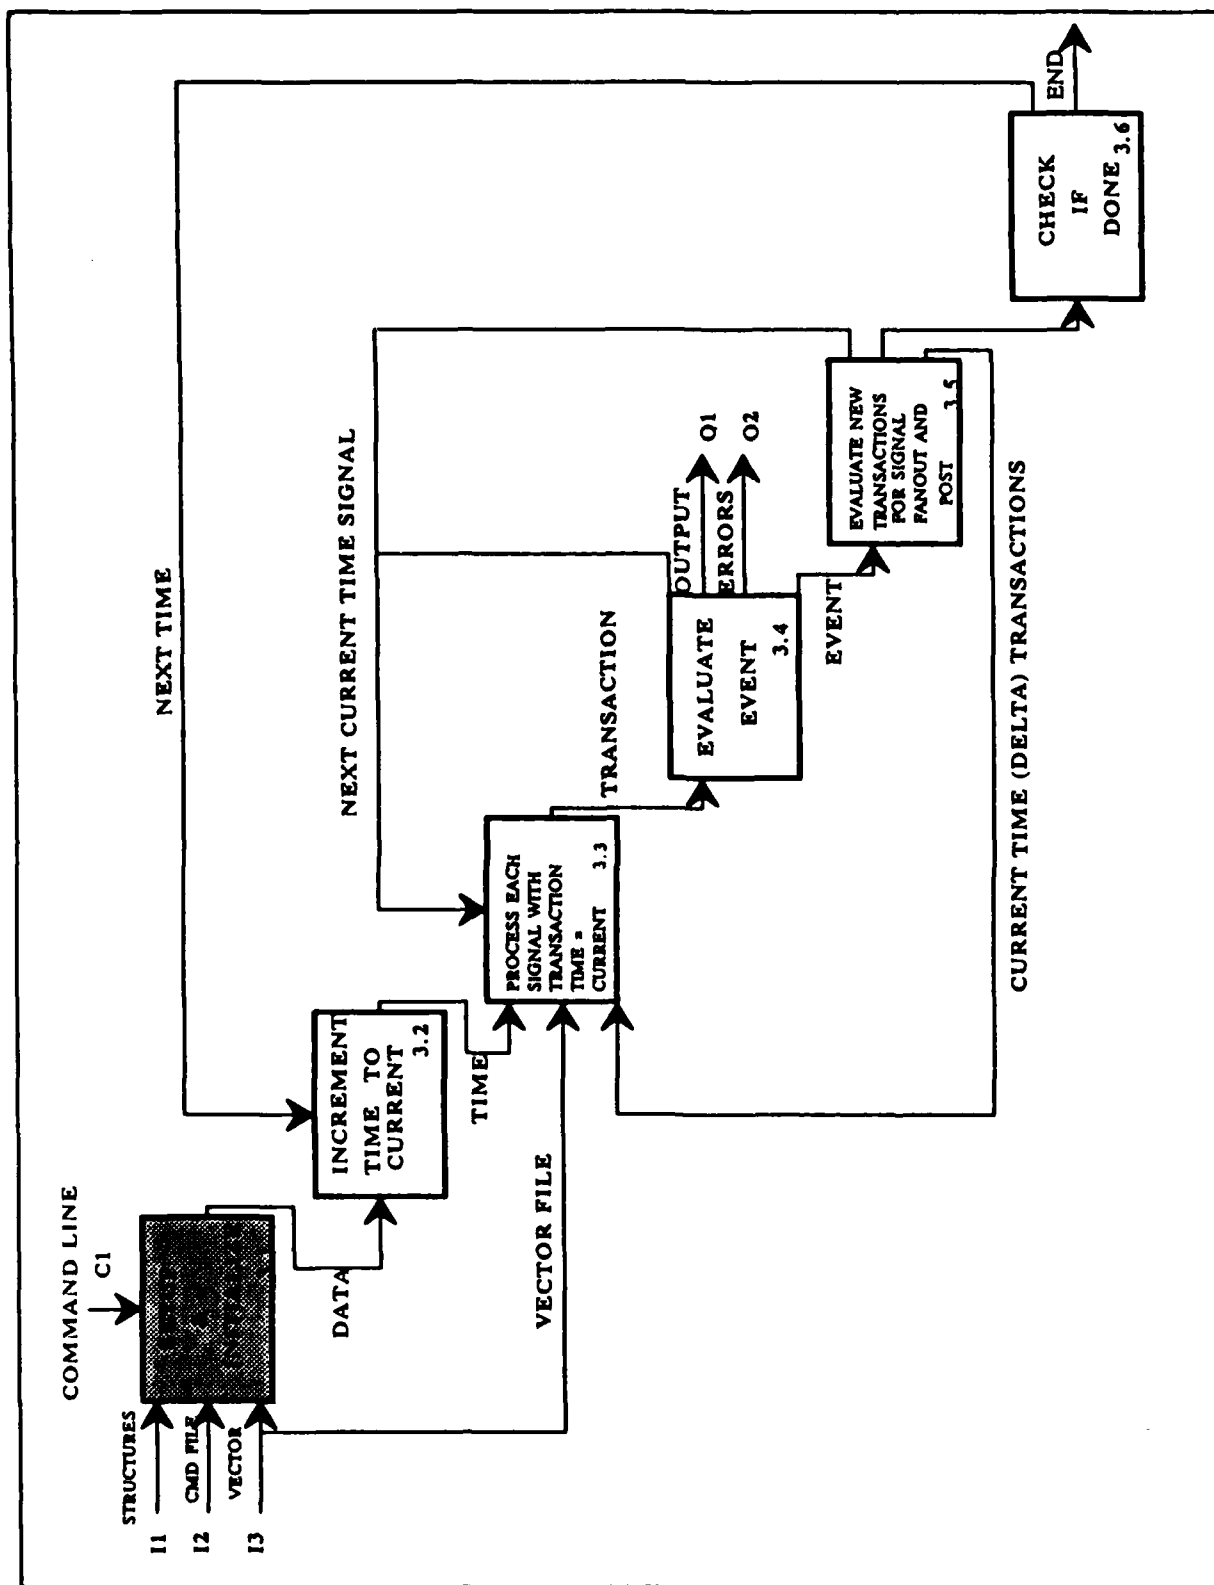 COMMAND LINE
C1
STRUCTURES
I1
CMD FILE
I2
VECTOR
I3
DATA
NEXT TIME
INCREMENT
TIME TO
CURRENT
3.2
TIME
VECTOR FILE
NEXT CURRENT TIME SIGNAL
PROCESS EACH
SIGNAL WITH
TRANSACTION
TIME =
CURRENT 3.3
TRANSACTION
EVALUATE
EVENT
3.4
OUTPUT
O1
ERRORS
O2
EVENT
EVALUATE NEW
TRANSACTIONS
FOR SIGNAL
FANOUT AND
POST 3.5
CURRENT TIME (DELTA) TRANSACTIONS
CHECK
IF
DONE
3.6
END